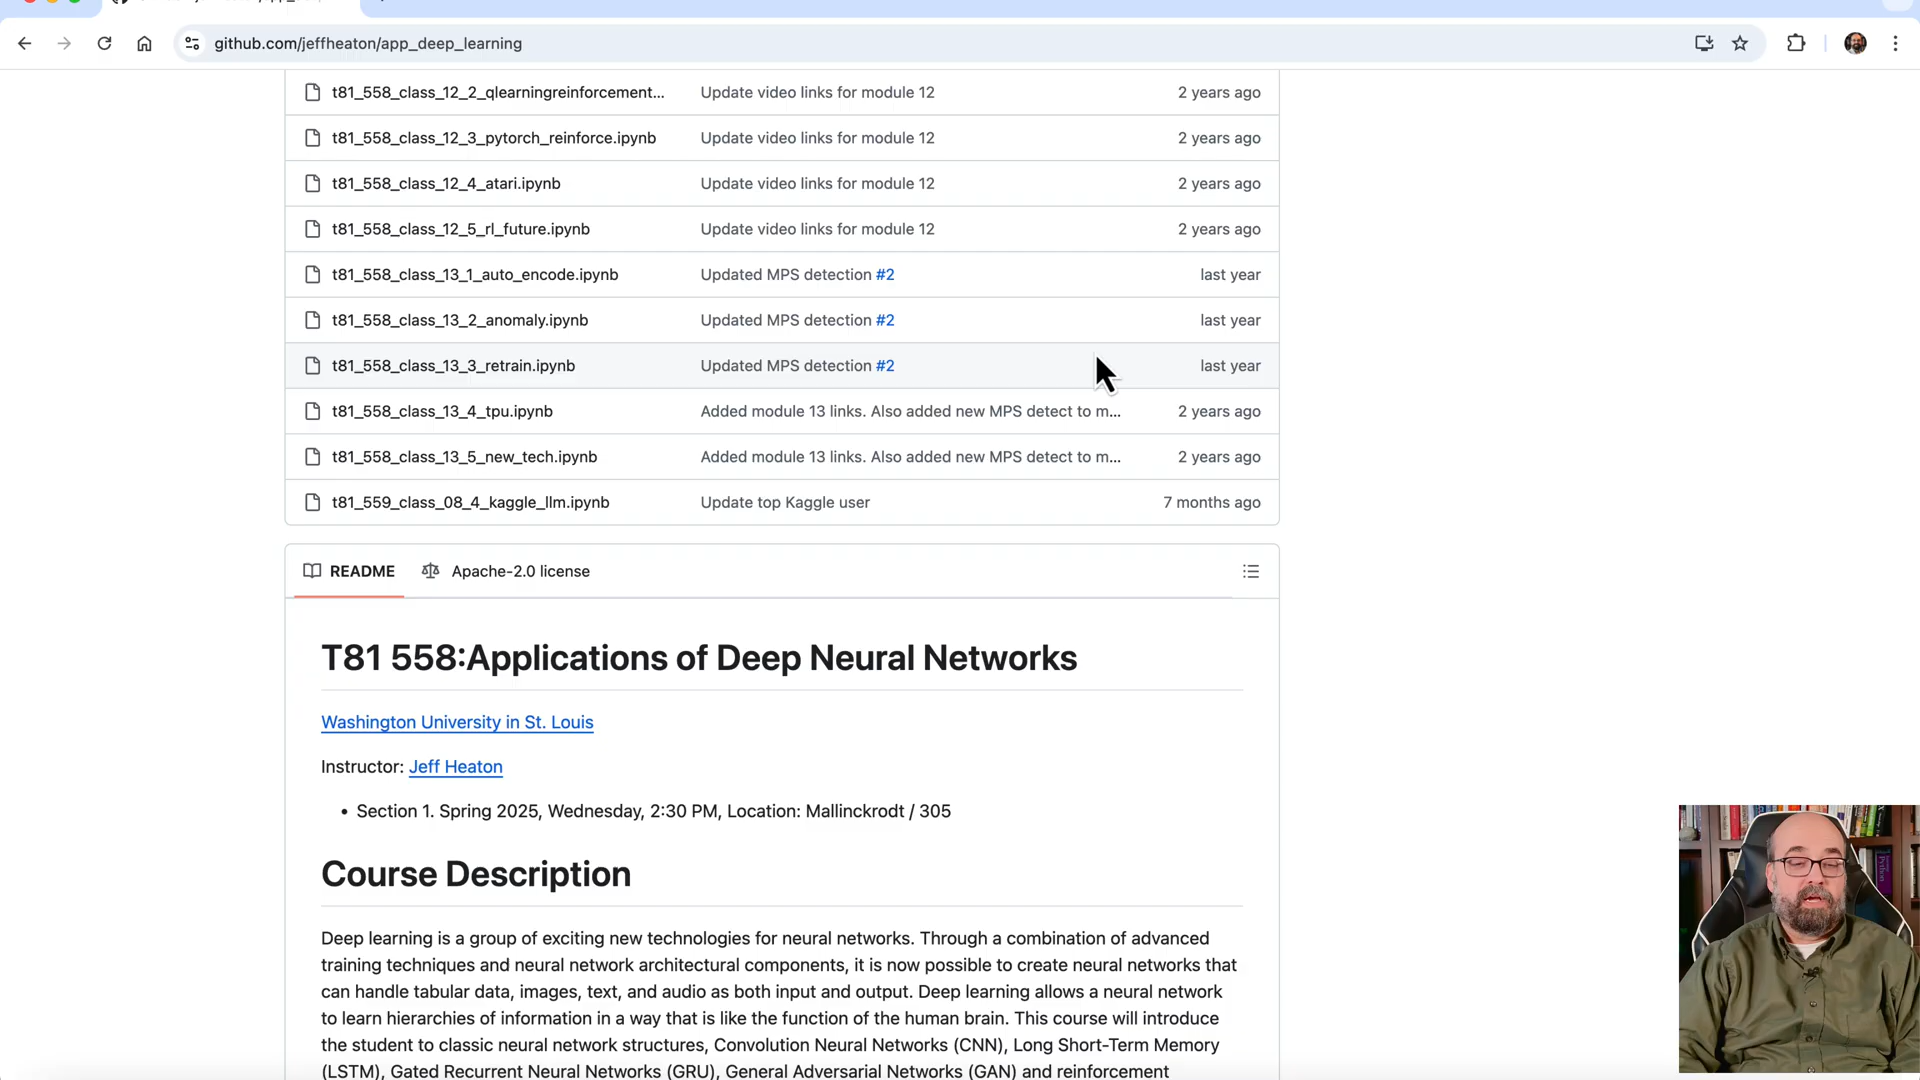 github.com/jeffheaton/app_deep_learning
t81_558_class_12_2_qlearningreinforcement... Update video links for module 12 2 years ago
t81_558_class_12_3_pytorch_reinforce.ipynb Update video links for module 12 2 years ago
t81_558_class_12_4_atari.ipynb Update video links for module 12 2 years ago
t81_558_class_12_5_rl_future.ipynb Update video links for module 12 2 years ago
t81_558_class_13_1_auto_encode.ipynb Updated MPS detection #2 last year
t81_558_class_13_2_anomaly.ipynb Updated MPS detection #2 last year
t81_558_class_13_3_retrain.ipynb Updated MPS detection #2 last year
t81_558_class_13_4_tpu.ipynb Added module 13 links. Also added new MPS detect to m... 2 years ago
t81_558_class_13_5_new_tech.ipynb Added module 13 links. Also added new MPS detect to m... 2 years ago
t81_559_class_08_4_kaggle_llm.ipynb Update top Kaggle user 7 months ago
README Apache-2.0 license
T81 558:Applications of Deep Neural Networks
Washington University in St. Louis
Instructor: Jeff Heaton
• Section 1. Spring 2025, Wednesday, 2:30 PM, Location: Mallinckrodt / 305
Course Description
Deep learning is a group of exciting new technologies for neural networks. Through a combination of advanced
training techniques and neural network architectural components, it is now possible to create neural networks that
can handle tabular data, images, text, and audio as both input and output. Deep learning allows a neural network
to learn hierarchies of information in a way that is like the function of the human brain. This course will introduce
the student to classic neural network structures, Convolution Neural Networks (CNN), Long Short-Term Memory
(LSTM), Gated Recurrent Neural Networks (GRU), General Adversarial Networks (GAN) and reinforcement